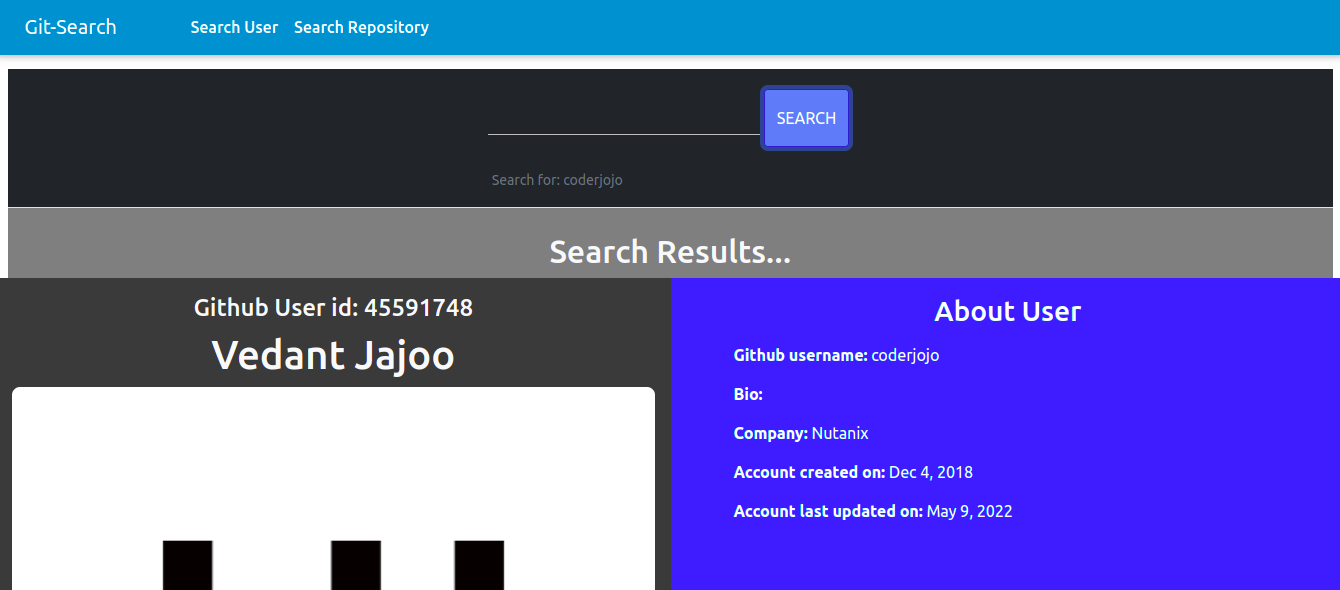 Git-Search Search User Search Repository
SEARCH
Search for: coderjojo
Search Results...
Github User id: 45591748
Vedant Jajoo
About User
Github username: coderjojo
Bio:
Company: Nutanix
Account created on: Dec 4, 2018
Account last updated on: May 9, 2022